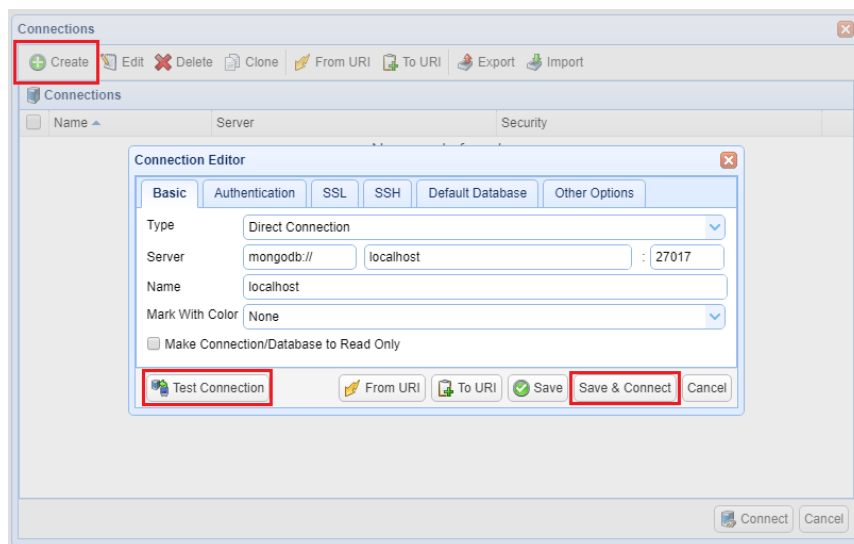 Connections
Create Edit Delete Clone From URI To URI Export Import
Connections
Name Server Security
Connection Editor
Basic Authentication SSL SSH Default Database Other Options
Type Direct Connection
Server mongodb:// localhost : 27017
Name localhost
Mark With Color None
Make Connection/Database to Read Only
Test Connection From URI To URI Save Save & Connect Cancel
Connect Cancel